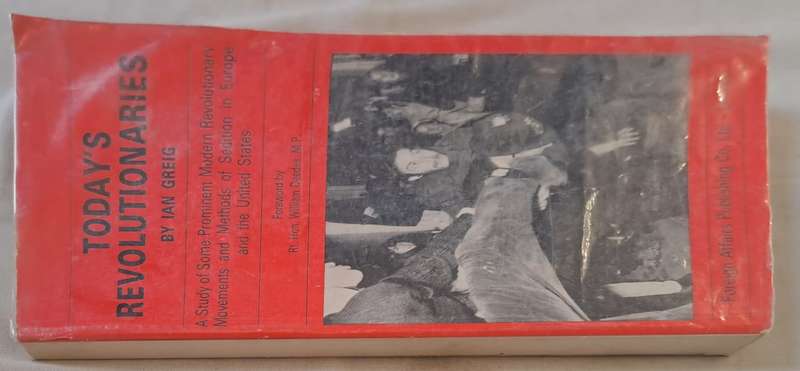 TODAY'S
REVOLUTIONARIES
BY IAN GREIG
A Study of Some Prominent Modern Revolutionary
Movements and Methods of Sedition in Europe
and the United States
Foreword by
Rt. Hon. William Deedes, M.P.
Foreign Affairs Publishing Co. Ltd.